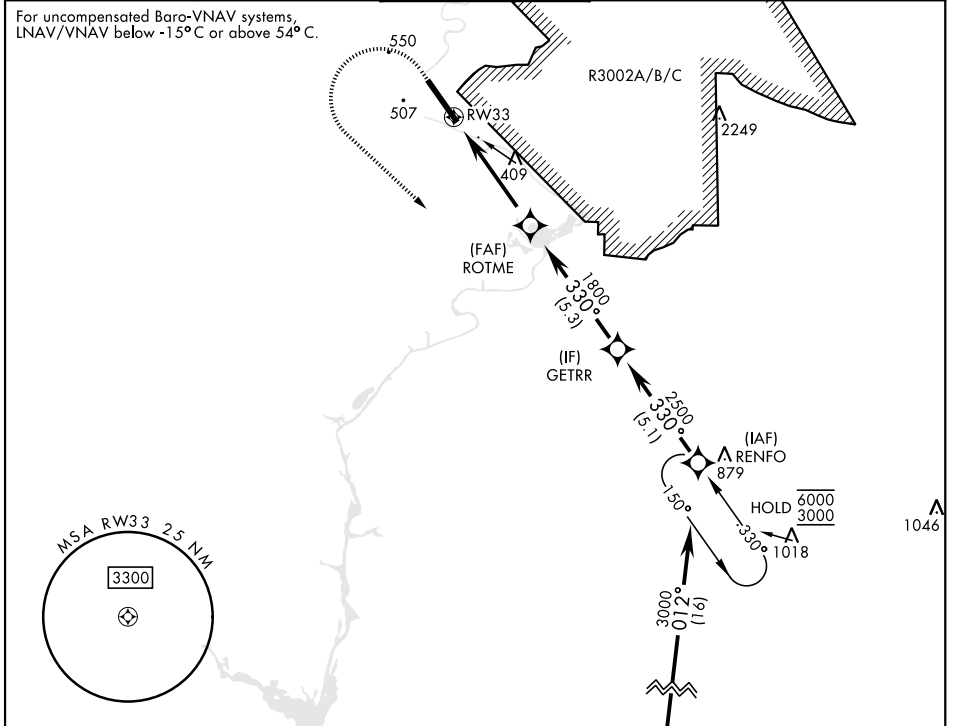 For uncompensated Baro-VNAV systems,
LNAV/VNAV below -15°C or above 54°C.
550
R3002A/B/C
507
RW33
2249
409
(FAF)
ROTME
1800
330°
(5.3)
(IF)
GETRR
2500
330°
(5.1)
(IAF)
RENFO
879
150°
330°
HOLD
6000
3000
1018
1046
MSA RW33 25 NM
3300
3000
012°
(16)